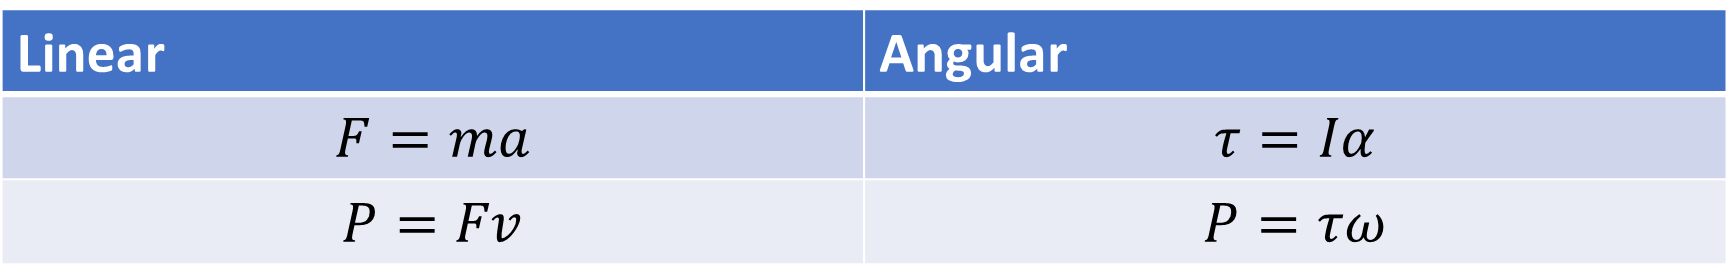 Linear Angular
F = ma τ = Iα
P = Fv P = τω